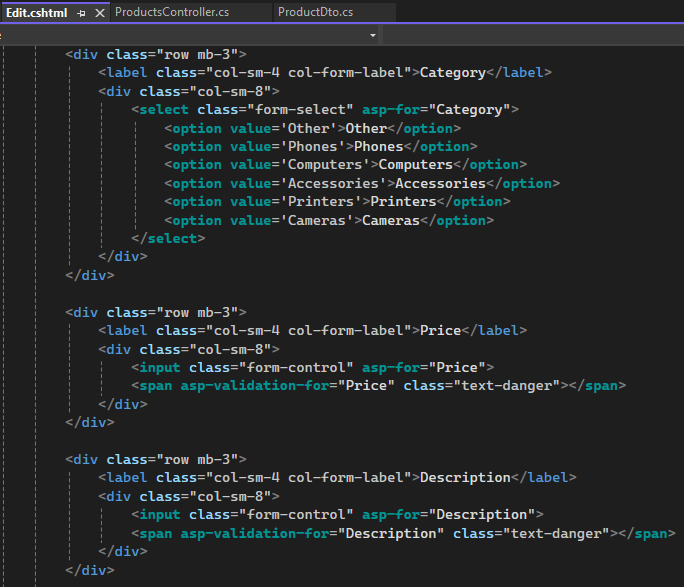 Edit.cshtml ProductsController.cs ProductDto.cs
<div class="row mb-3">
<label class="col-sm-4 col-form-label">Category</label>
<div class="col-sm-8">
<select class="form-select" asp-for="Category">
<option value='Other'>Other</option>
<option value='Phones'>Phones</option>
<option value='Computers'>Computers</option>
<option value='Accessories'>Accessories</option>
<option value='Printers'>Printers</option>
<option value='Cameras'>Cameras</option>
</select>
</div>
</div>
<div class="row mb-3">
<label class="col-sm-4 col-form-label">Price</label>
<div class="col-sm-8">
<input class="form-control" asp-for="Price">
<span asp-validation-for="Price" class="text-danger"></span>
</div>
</div>
<div class="row mb-3">
<label class="col-sm-4 col-form-label">Description</label>
<div class="col-sm-8">
<input class="form-control" asp-for="Description">
<span asp-validation-for="Description" class="text-danger"></span>
</div>
</div>